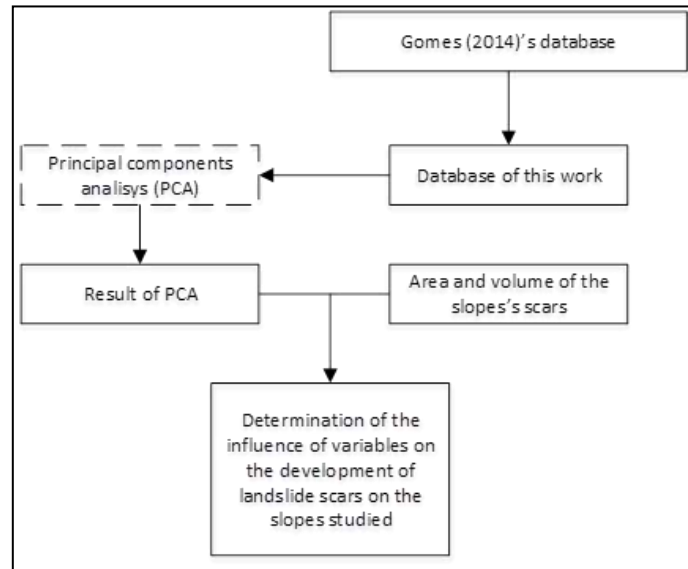 Gomes (2014)'s database
Principal components
analisys (PCA)
Database of this work
Result of PCA
Area and volume of the
slopes's scars
Determination of the
influence of variables on
the development of
landslide scars on the
slopes studied